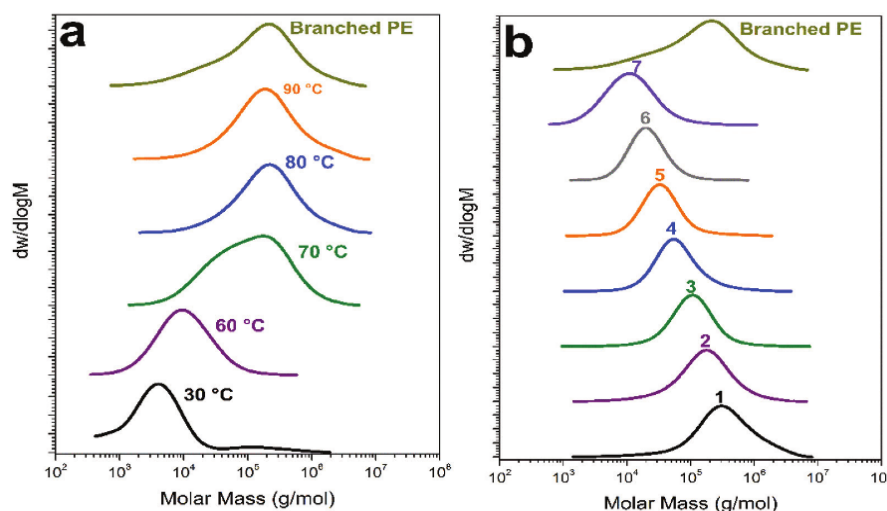 a
Branched PE
90 °C
80 °C
70 °C
60 °C
30 °C
dw/dlogM
10² 10³ 10⁴ 10⁵ 10⁶ 10⁷ 10⁸
Molar Mass (g/mol)
b
Branched PE
7
6
5
4
3
2
1
dw/dlogM
10² 10³ 10⁴ 10⁵ 10⁶ 10⁷ 10
Molar Mass (g/mol)